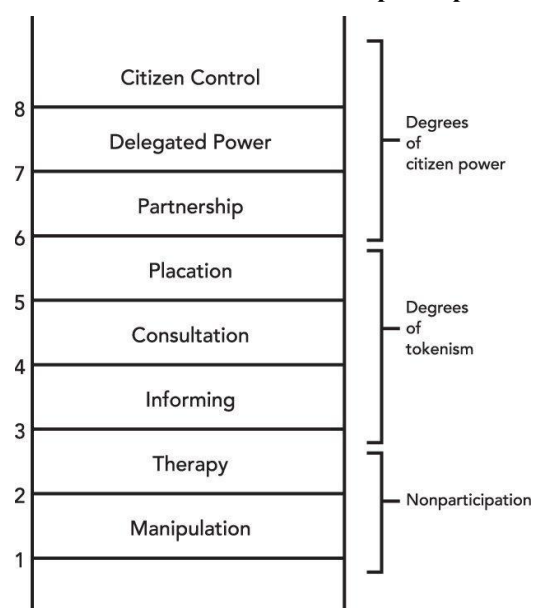 Citizen Control
8
Delegated Power
7
Partnership
6
Placation
5
Consultation
4
Informing
3
Therapy
2
Manipulation
1
Degrees
of
citizen power
Degrees
of
tokenism
Nonparticipation